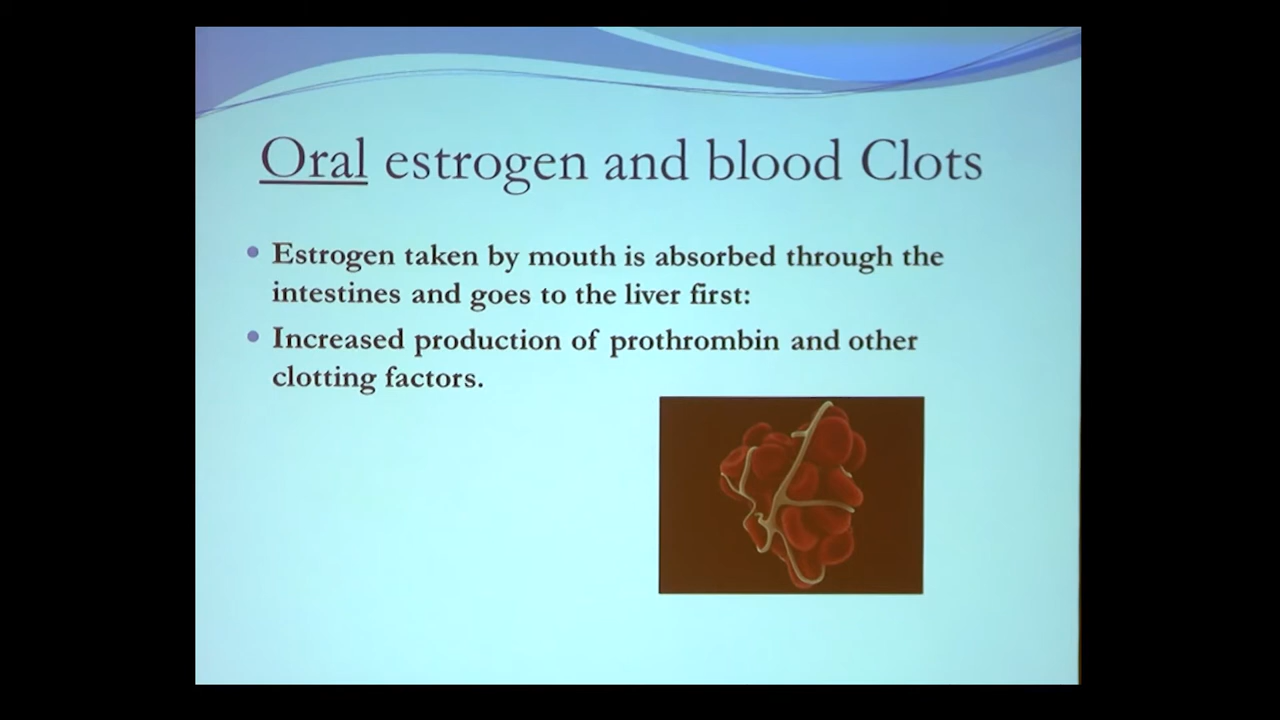 Oral estrogen and blood Clots
Estrogen taken by mouth is absorbed through the
intestines and goes to the liver first:
Increased production of prothrombin and other
clotting factors.